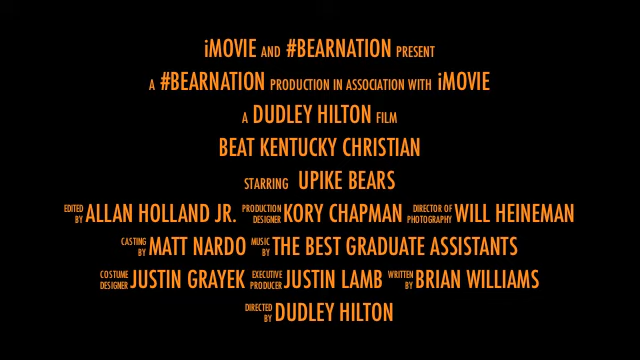 iMOVIE AND #BEARNATION PRESENT
A #BEARNATION PRODUCTION IN ASSOCIATION WITH iMOVIE
A DUDLEY HILTON FILM
BEAT KENTUCKY CHRISTIAN
STARRING UPIKE BEARS
EDITED BY ALLAN HOLLAND JR. PRODUCTION DESIGNER KORY CHAPMAN DIRECTOR OF PHOTOGRAPHY WILL HEINEMAN
CASTING BY MATT NARDO MUSIC BY THE BEST GRADUATE ASSISTANTS
COSTUME DESIGNER JUSTIN GRAYEK EXECUTIVE PRODUCER JUSTIN LAMB WRITTEN BY BRIAN WILLIAMS
DIRECTED BY DUDLEY HILTON